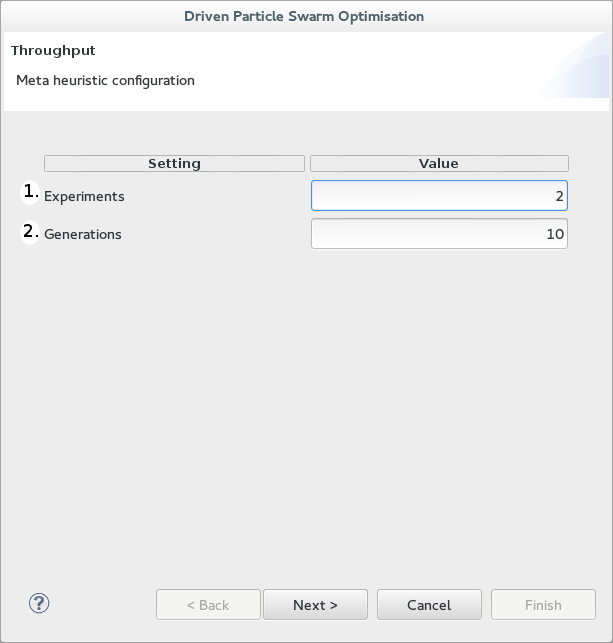 Driven Particle Swarm Optimisation
Throughput
Meta heuristic configuration
Setting Value
1. Experiments 2
2. Generations 10
? < Back Next > Cancel Finish